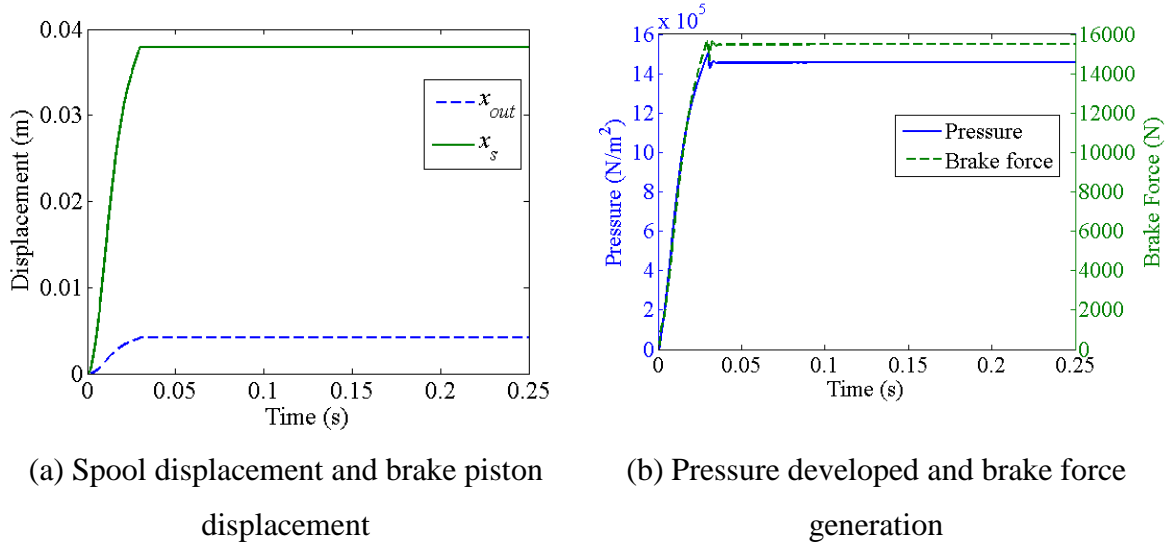 0.04
0.03
0.04
0.04
0
Displacement (m)
x_out
x_s
0 0.05 0.1 0.15 0.2 0.25
Time (s)
(a) Spool displacement and brake piston
displacement
x 10^5
16
14
12
10
8
6
4
2
0
Pressure (N/m²)
Pressure
Brake force
16000
14000
12000
10000
8000
6000
4000
2000
0
Brake Force (N)
0 0.05 0.1 0.15 0.2 0.25
Time (s)
(b) Pressure developed and brake force
generation